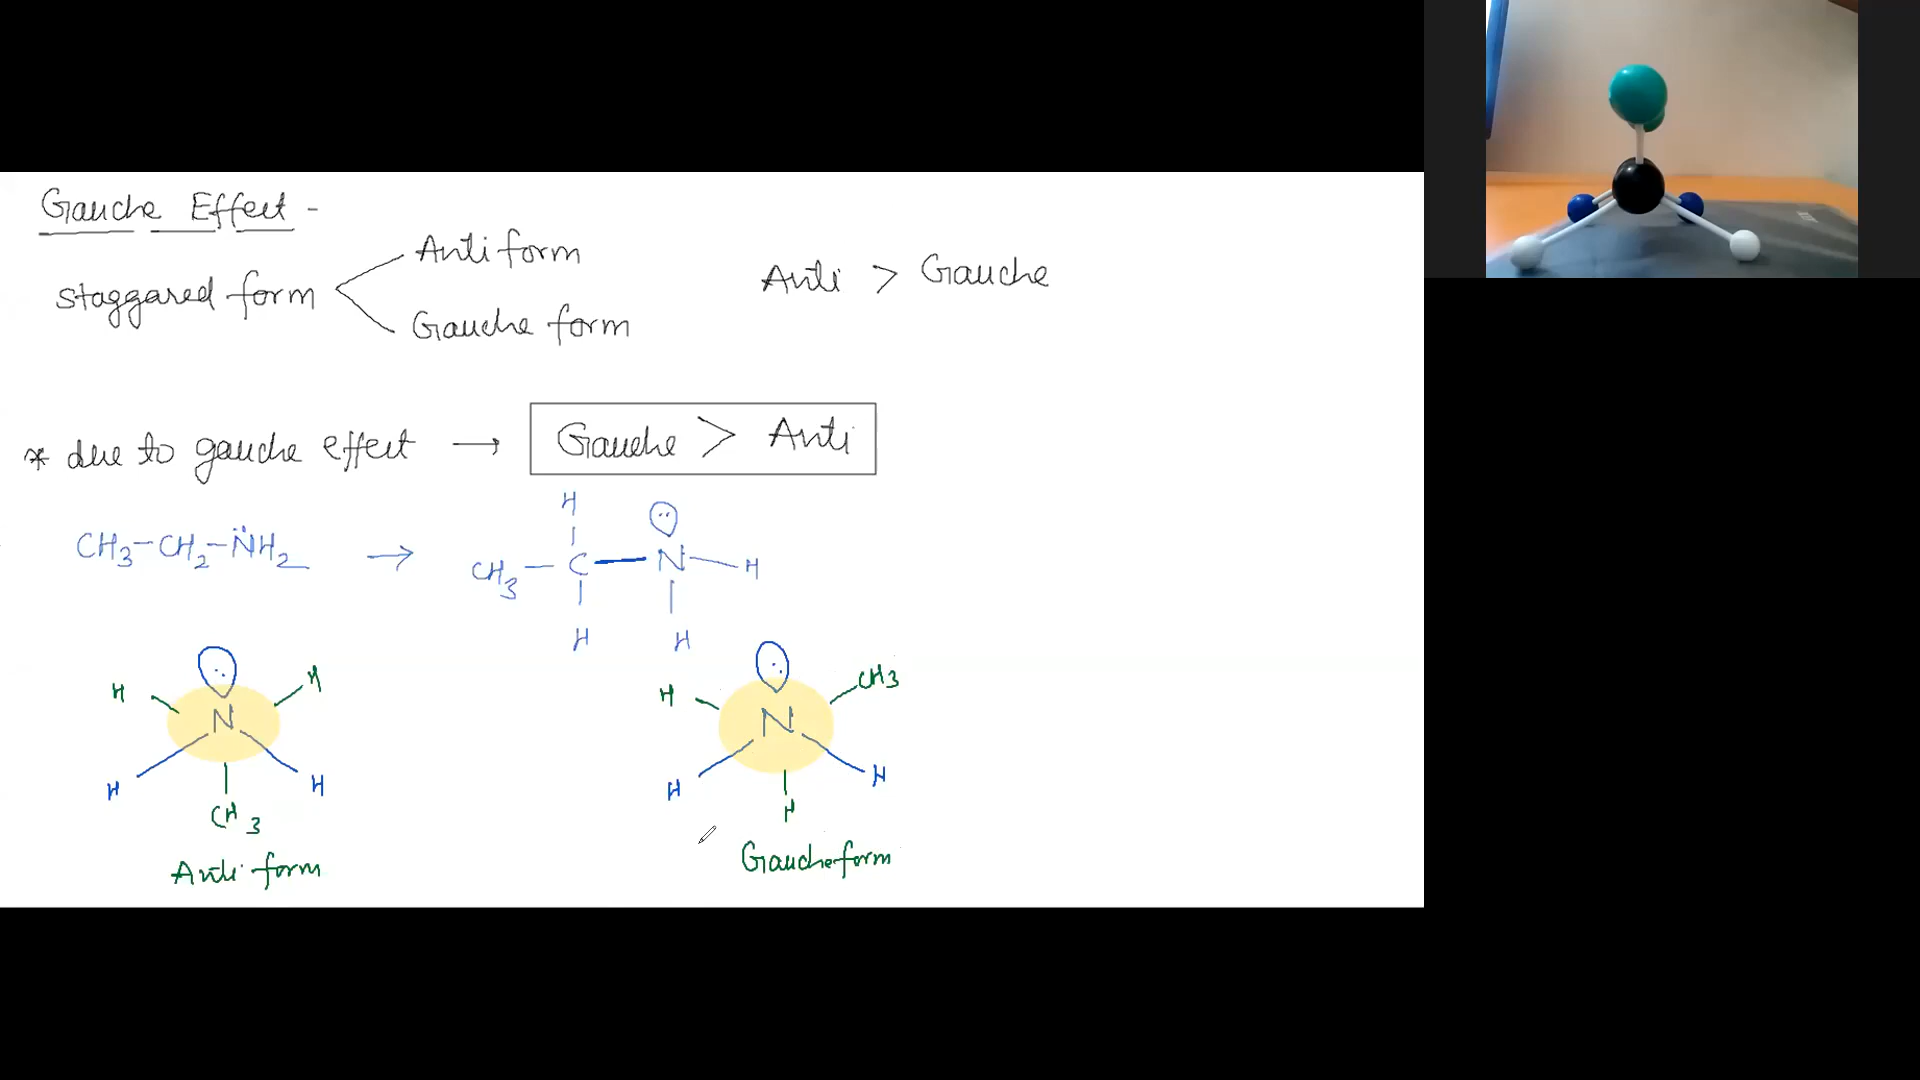 Gauche Effect -
Anti form
staggared form
Gauche form
Anti > Gauche
* due to gauche effect → Gauche > Anti
CH3-CH2-N̈H2 →
H
CH3 - C - N - H
H H
H H
N
H H
CH3
Anti form
H CH3
N
H H
H
Gauche form